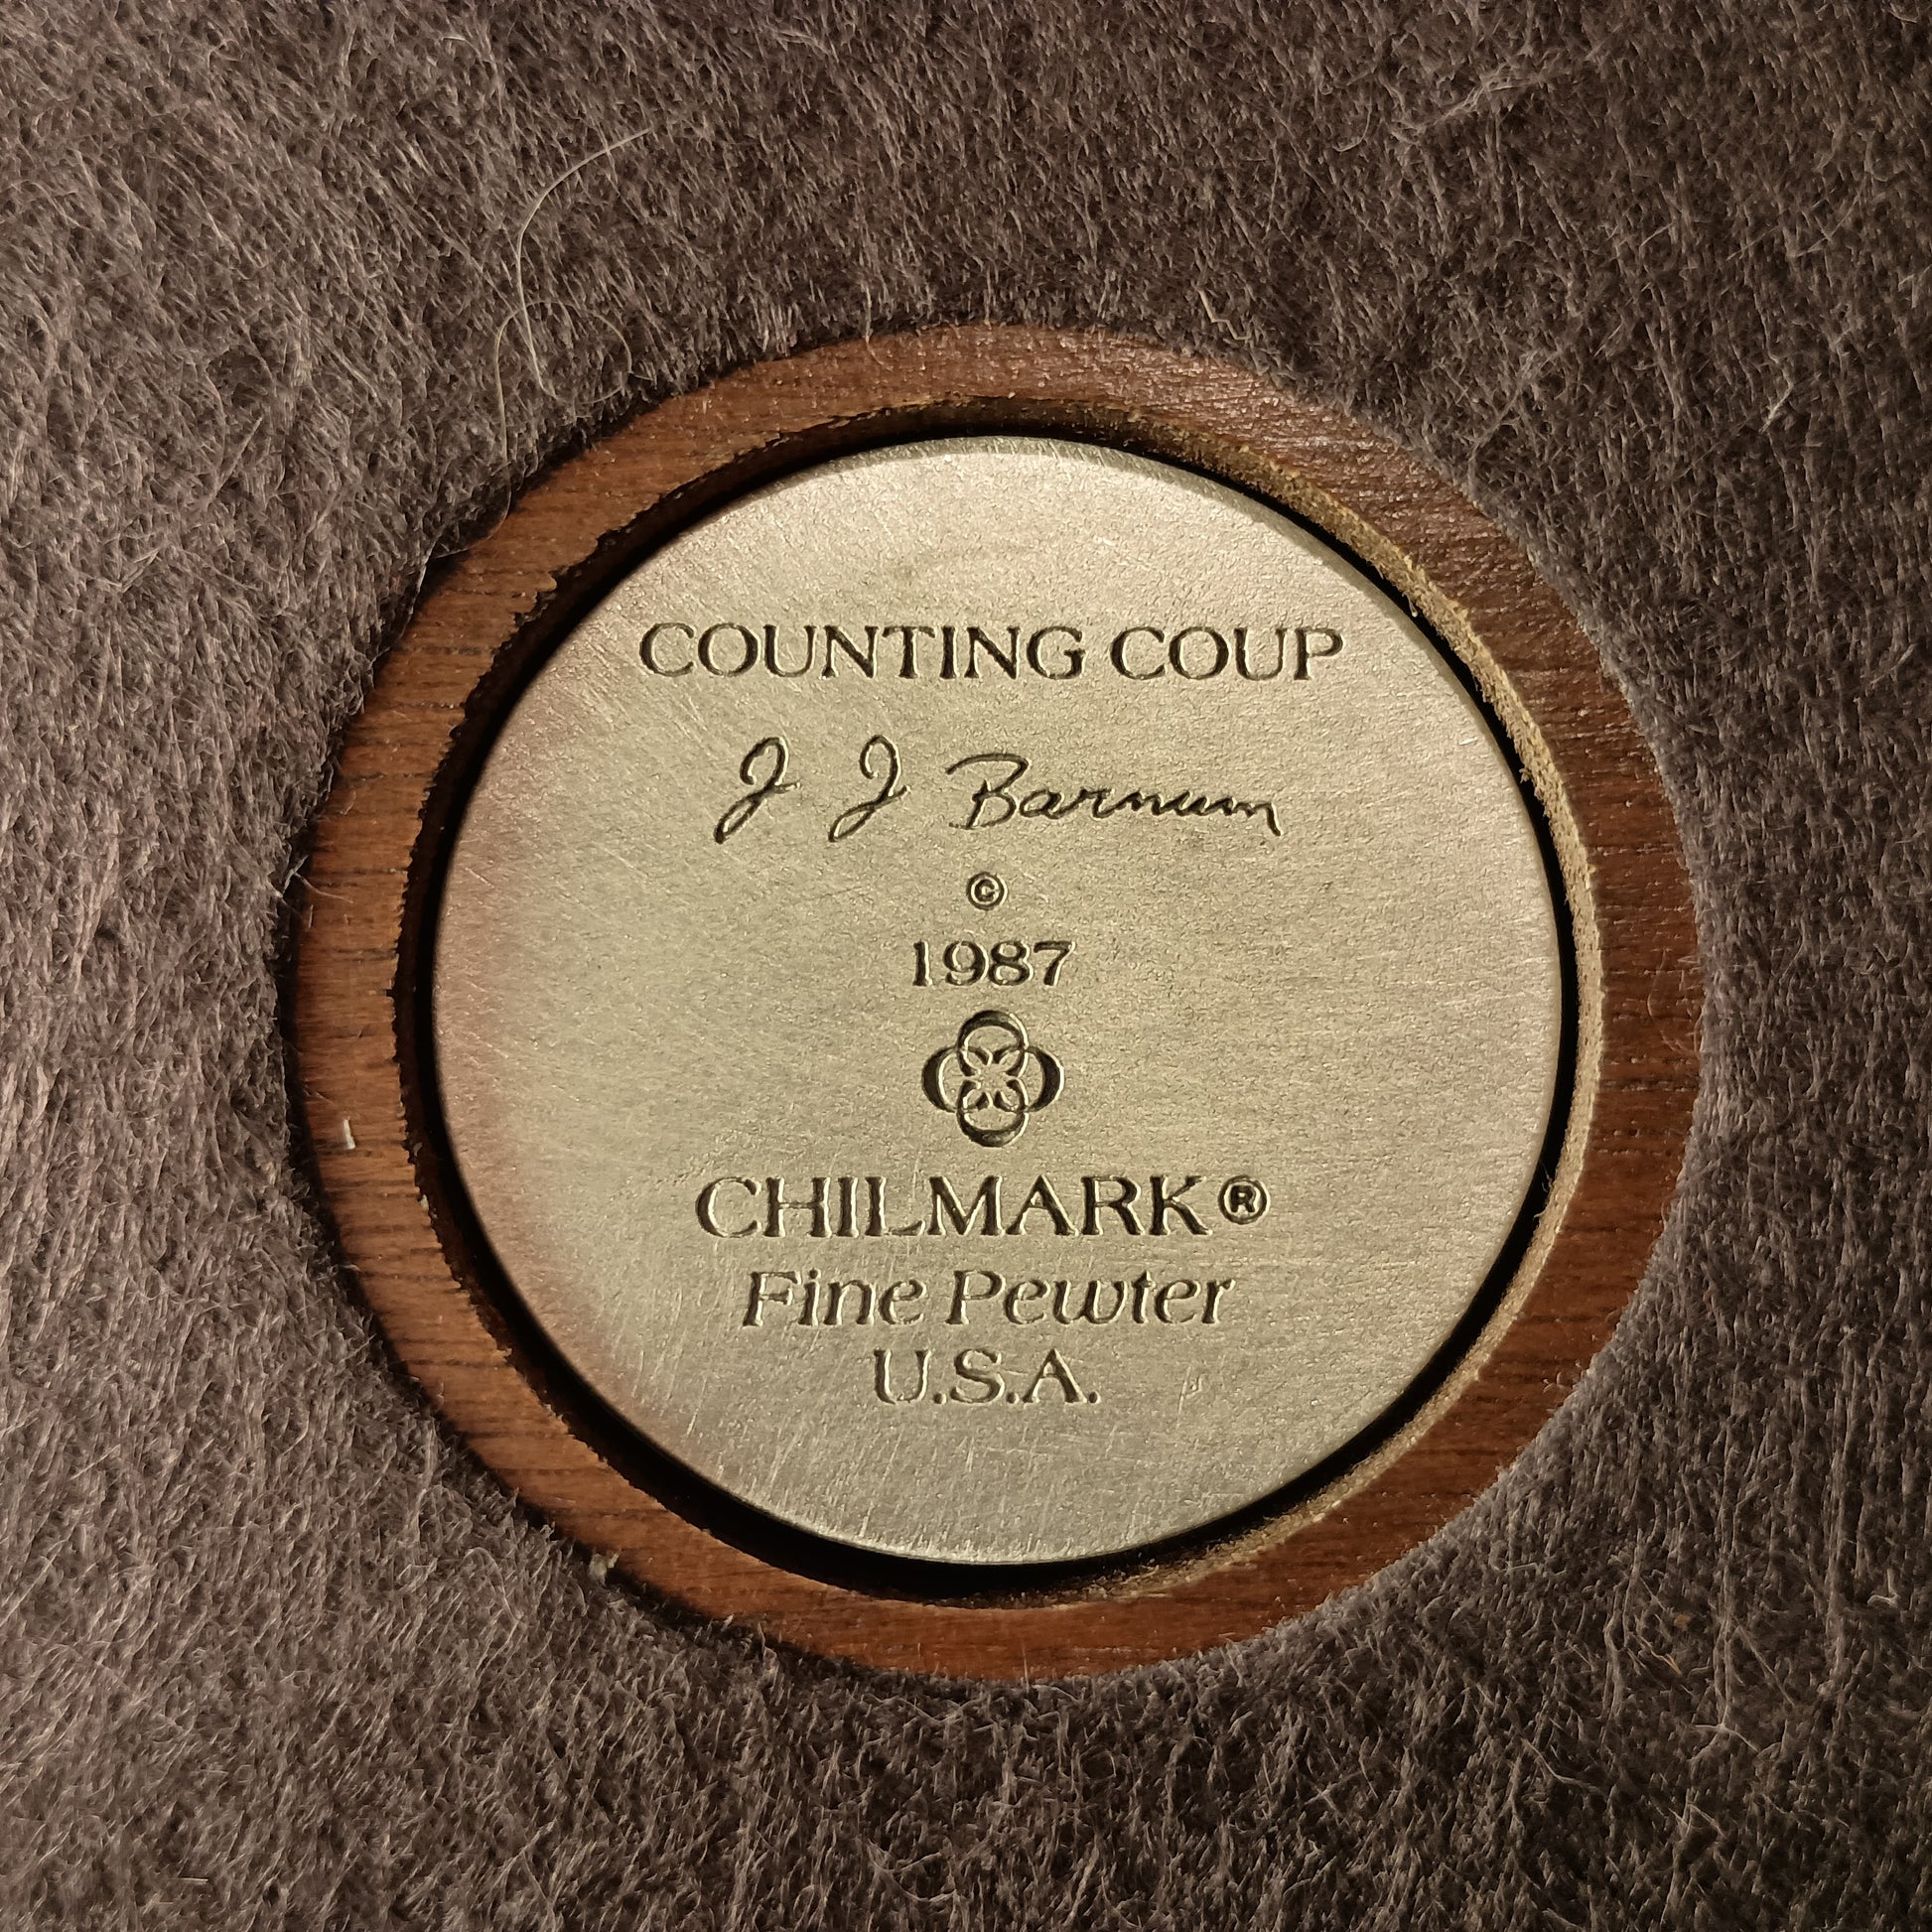 COUNTING COUP
J J Barnum
©
1987
CHILMARK®
Fine Pewter
U.S.A.